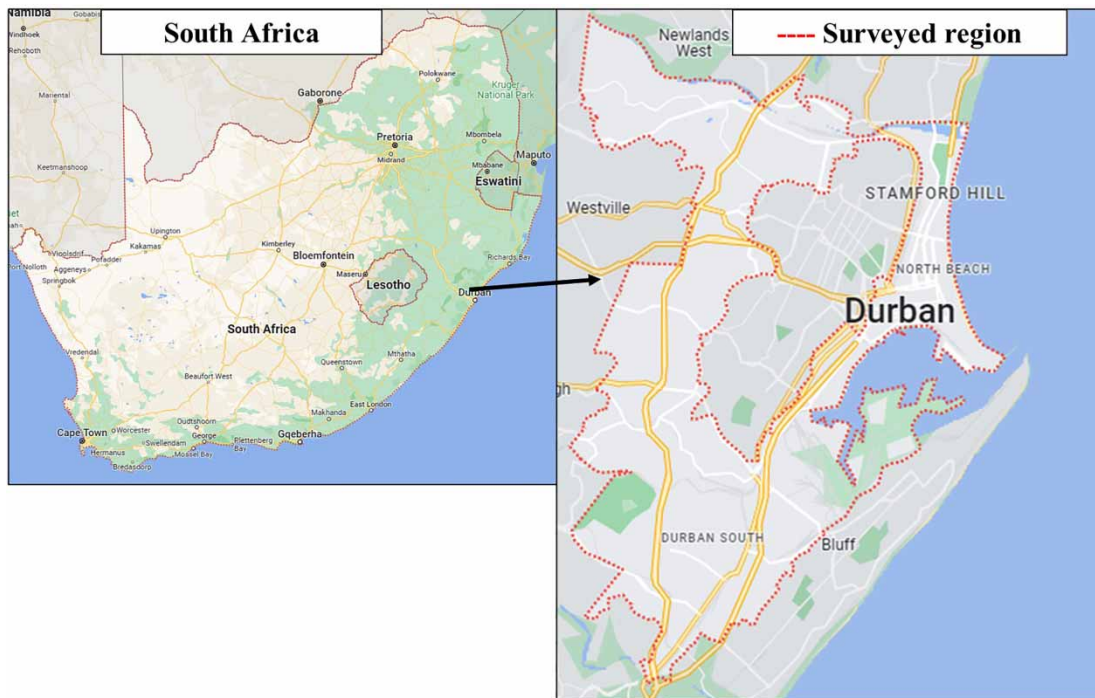 South Africa
Namibia
Windhoek
Gobabis
Rehoboth
Mariental
Keetmanshoop
Gaborone
Polokwane
Kruger
National Park
Pretoria
Midrand
Mbombela
Mbabane
Maputo
Eswatini
Upington
Kakamas
Pofadder
Vioolsdrif
Aggeneys
Port Nolloth
Springbok
Kimberley
Bloemfontein
Maseru
Lesotho
Richards Bay
Durban
South Africa
Vredendal
Beaufort West
Queenstown
Mthatha
East London
Makhanda
Oudtshoorn
Cape Town
Worcester
Swellendam
George
Plettenberg
Bay
Gqeberha
Hermanus
Mossel Bay
Bredasdorp
Surveyed region
Newlands
West
Westville
STAMFORD HILL
NORTH BEACH
Durban
gh
DURBAN SOUTH
Bluff